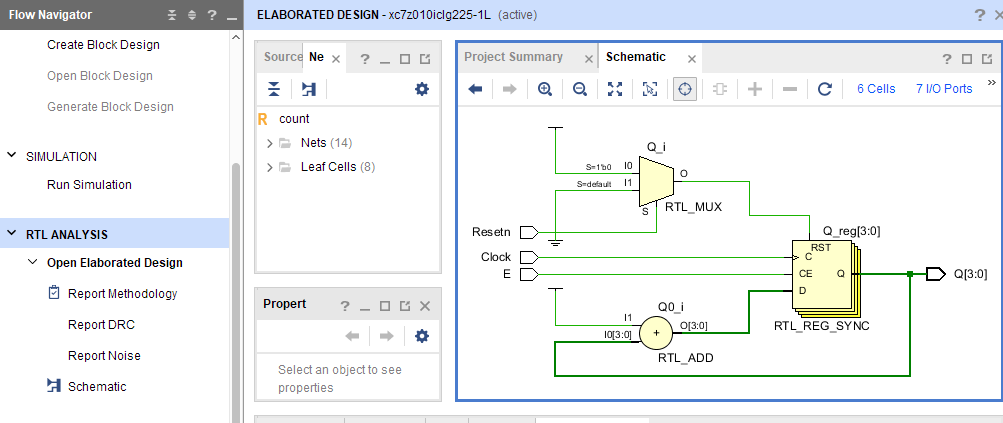 Flow Navigator
Create Block Design
Open Block Design
Generate Block Design
SIMULATION
Run Simulation
RTL ANALYSIS
Open Elaborated Design
Report Methodology
Report DRC
Report Noise
Schematic
ELABORATED DESIGN - xc7z010iclg225-1L (active)
Source Ne
R count
Nets (14)
Leaf Cells (8)
Propert
Select an object to see
properties
Project Summary Schematic
6 Cells 7 I/O Ports
Q_i
S=1'b0 I0
O
S=default I1
S
RTL_MUX
Resetn
Q_reg[3:0]
RST
Clock C
E CE Q Q[3:0]
D
Q0_i
I1
I0[3:0] + O[3:0]
RTL_REG_SYNC
RTL_ADD